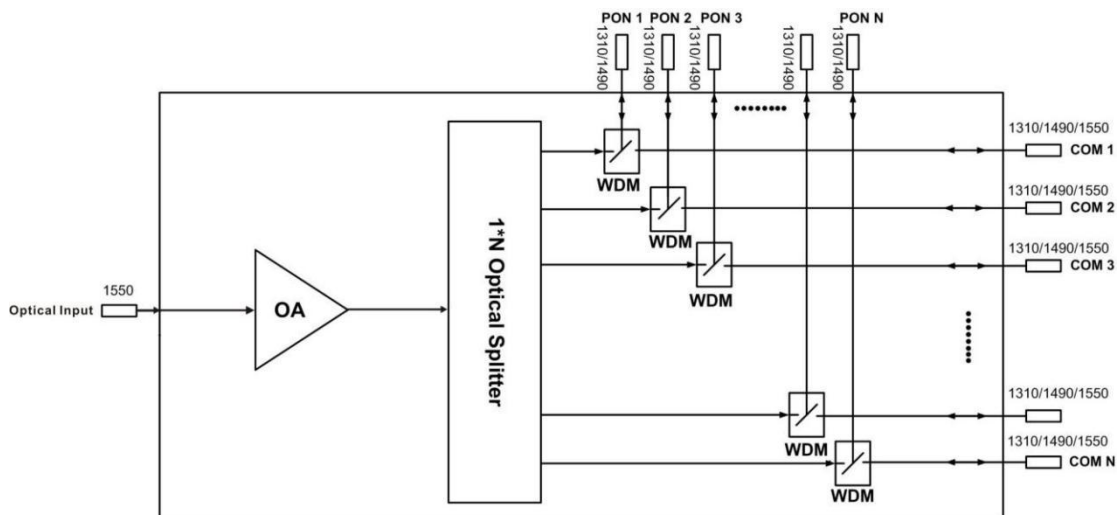 PON 1 PON 2 PON 3 PON N
1310/1490 1310/1490 1310/1490 1310/1490 1310/1490
1310/1490/1550
COM 1
WDM
1310/1490/1550
COM 2
WDM
1310/1490/1550
COM 3
WDM
1*N Optical Splitter
1550
Optical Input
OA
1310/1490/1550
WDM
1310/1490/1550
COM N
WDM